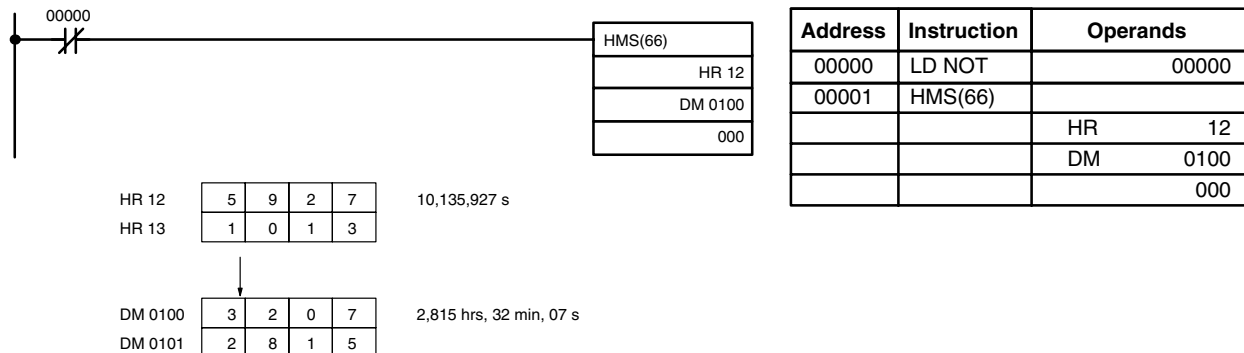 00000
HMS(66)
HR 12
DM 0100
000
Address Instruction Operands
00000 LD NOT 00000
00001 HMS(66)
HR 12
DM 0100
000
HR 12 5 9 2 7 10,135,927 s
HR 13 1 0 1 3
DM 0100 3 2 0 7 2,815 hrs, 32 min, 07 s
DM 0101 2 8 1 5